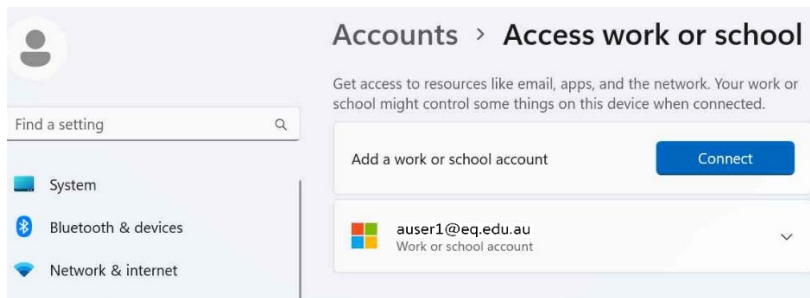 Accounts > Access work or school
Get access to resources like email, apps, and the network. Your work or
school might control some things on this device when connected.
Find a setting
Add a work or school account
Connect
System
Bluetooth & devices
auser1@eq.edu.au
Work or school account
Network & internet